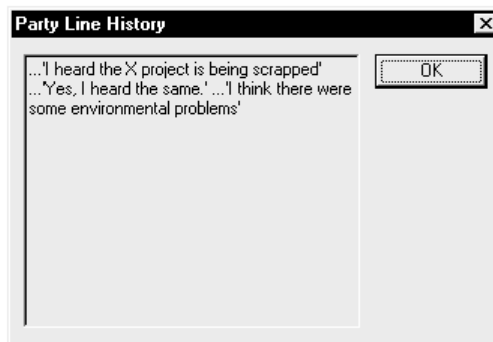 Party Line History
...'I heard the X project is being scrapped'
...'Yes, I heard the same.' ...'I think there were
some environmental problems'
OK